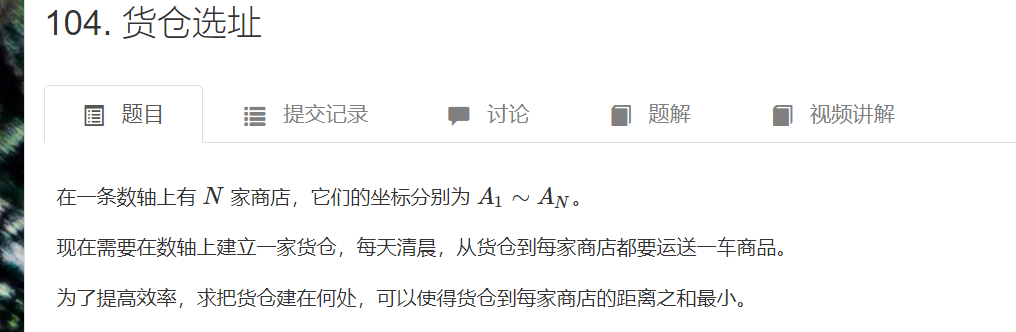 104. 货仓选址
题目 提交记录 讨论 题解 视频讲解
在一条数轴上有 N 家商店，它们的坐标分别为 A₁ ∼ A_N。
现在需要在数轴上建立一家货仓，每天清晨，从货仓到每家商店都要运送一车商品。
为了提高效率，求把货仓建在何处，可以使得货仓到每家商店的距离之和最小。